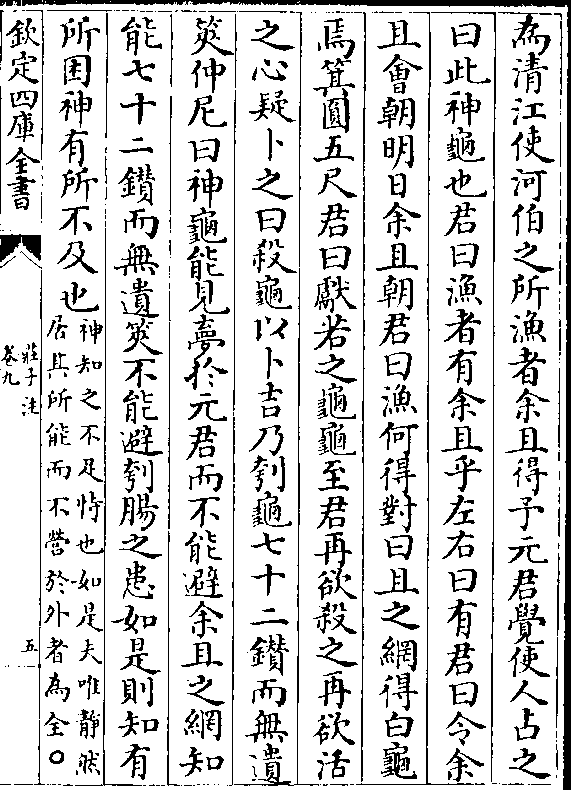 為清江使河伯之所漁者余且得予元君覺使人占之
曰此神龜也君曰漁者有余且乎左右曰有君曰令余
且會朝明日余且朝君曰漁何得對曰且之網得白龜
焉箕圓五尺君曰獻若之龜龜至君再欲殺之再欲活
之心疑卜之曰殺龜以卜吉乃刳龜七十二鑽而無遺
筴仲尼曰神龜能見夢於元君而不能避余且之網知
能七十二鑽而無遺筴不能避刳腸之患如是則知有
所困神有所不及也神知之不足恃也如是夫唯靜然居其所能而不營於外者為全○
欽定四庫全書
莊子注
卷九
五